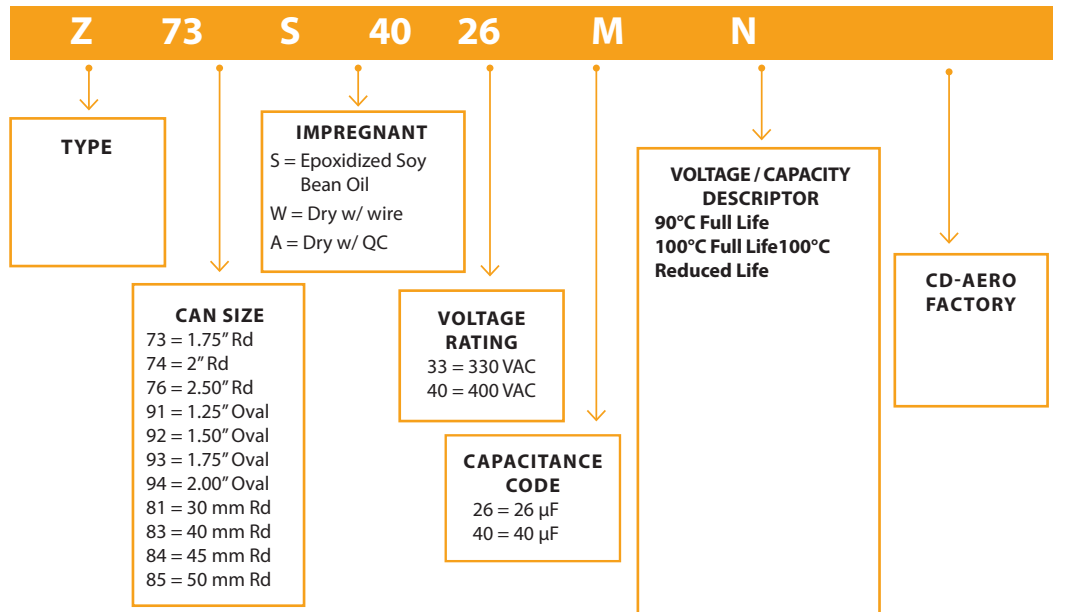 Z 73 S 40 26 M N
TYPE
IMPREGNANT
S = Epoxidized Soy
Bean Oil
W = Dry w/ wire
A = Dry w/ QC
CAN SIZE
73 = 1.75” Rd
74 = 2” Rd
76 = 2.50” Rd
91 = 1.25” Oval
92 = 1.50” Oval
93 = 1.75” Oval
94 = 2.00” Oval
81 = 30 mm Rd
83 = 40 mm Rd
84 = 45 mm Rd
85 = 50 mm Rd
VOLTAGE
RATING
33 = 330 VAC
40 = 400 VAC
CAPACITANCE
CODE
26 = 26 µF
40 = 40 µF
VOLTAGE / CAPACITY
DESCRIPTOR
90°C Full Life
100°C Full Life100°C
Reduced Life
CD-AERO
FACTORY